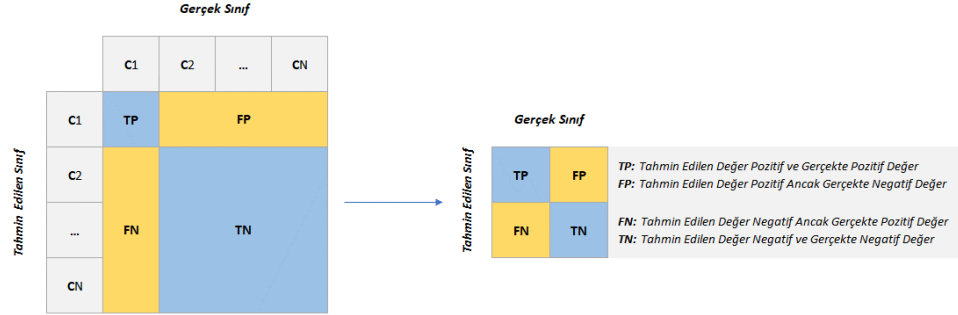 Gerçek Sınıf
C1 C2 ... CN
C1 TP FP
C2
Tahmin Edilen Sınıf
... FN TN
CN
Gerçek Sınıf
Tahmin Edilen Sınıf
TP FP
FN TN
TP: Tahmin Edilen Değer Pozitif ve Gerçekte Pozitif Değer
FP: Tahmin Edilen Değer Pozitif Ancak Gerçekte Negatif Değer
FN: Tahmin Edilen Değer Negatif Ancak Gerçekte Pozitif Değer
TN: Tahmin Edilen Değer Negatif ve Gerçekte Negatif Değer